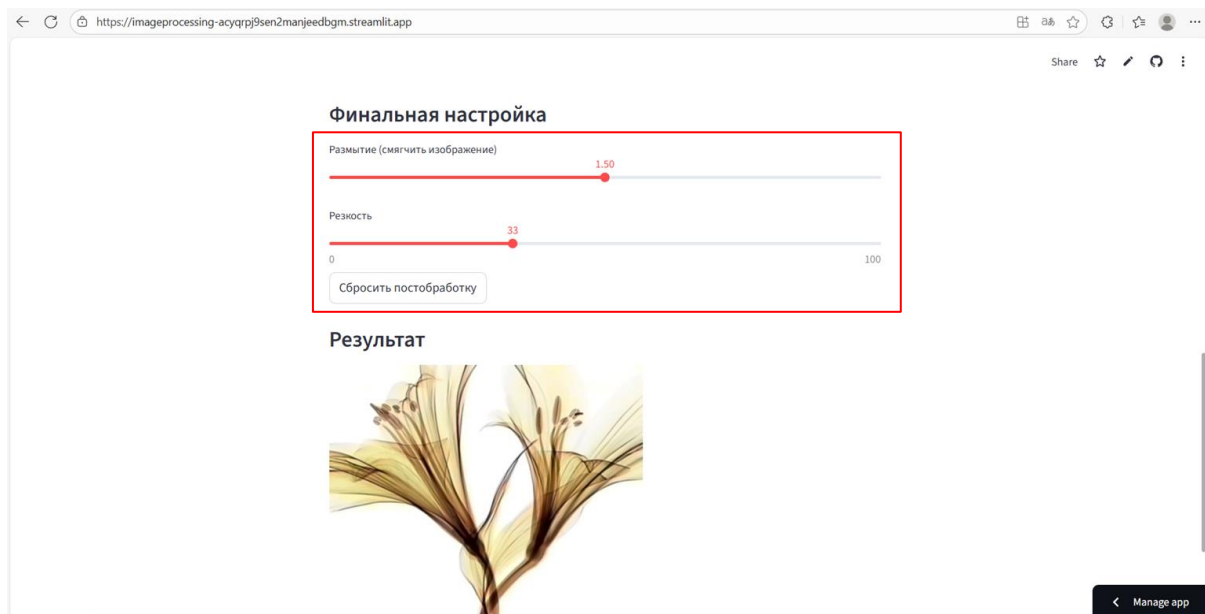 https://imageprocessing-acyqrpj9sen2manjeedbgm.streamlit.app
Share
Финальная настройка
Размытие (смягчить изображение)
1.50
Резкость
33
0 100
Сбросить постобработку
Результат
Manage app